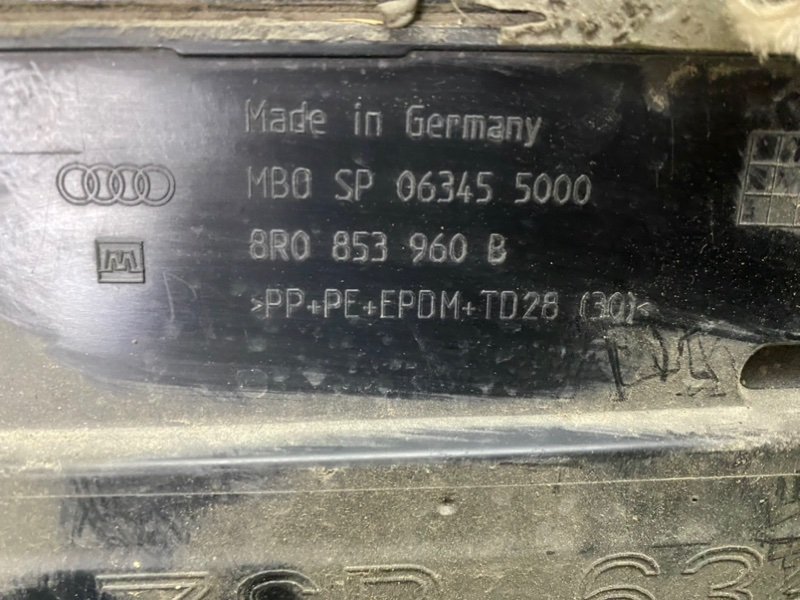 Made in Germany
MBO SP 06345 5000
8R0 853 960 B
>PP+PE+EPDM+TD28 (30)<